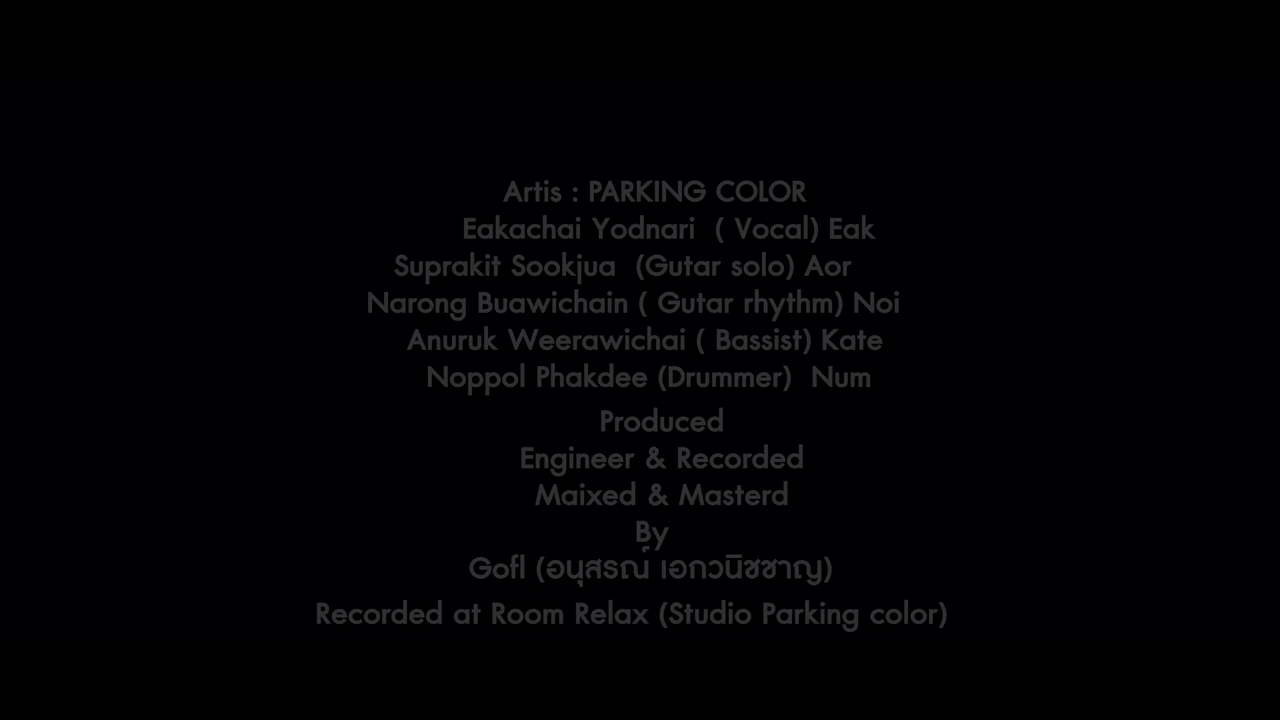 Artis : PARKING COLOR
Eakachai Yodnari ( Vocal) Eak
Suprakit Sookjua (Gutar solo) Aor
Narong Buawichain ( Gutar rhythm) Noi
Anuruk Weerawichai ( Bassist) Kate
Noppol Phakdee (Drummer) Num
Produced
Engineer & Recorded
Maixed & Masterd
By
Gofl (อนุสรณ์ เอกวนิชชาญ)
Recorded at Room Relax (Studio Parking color)